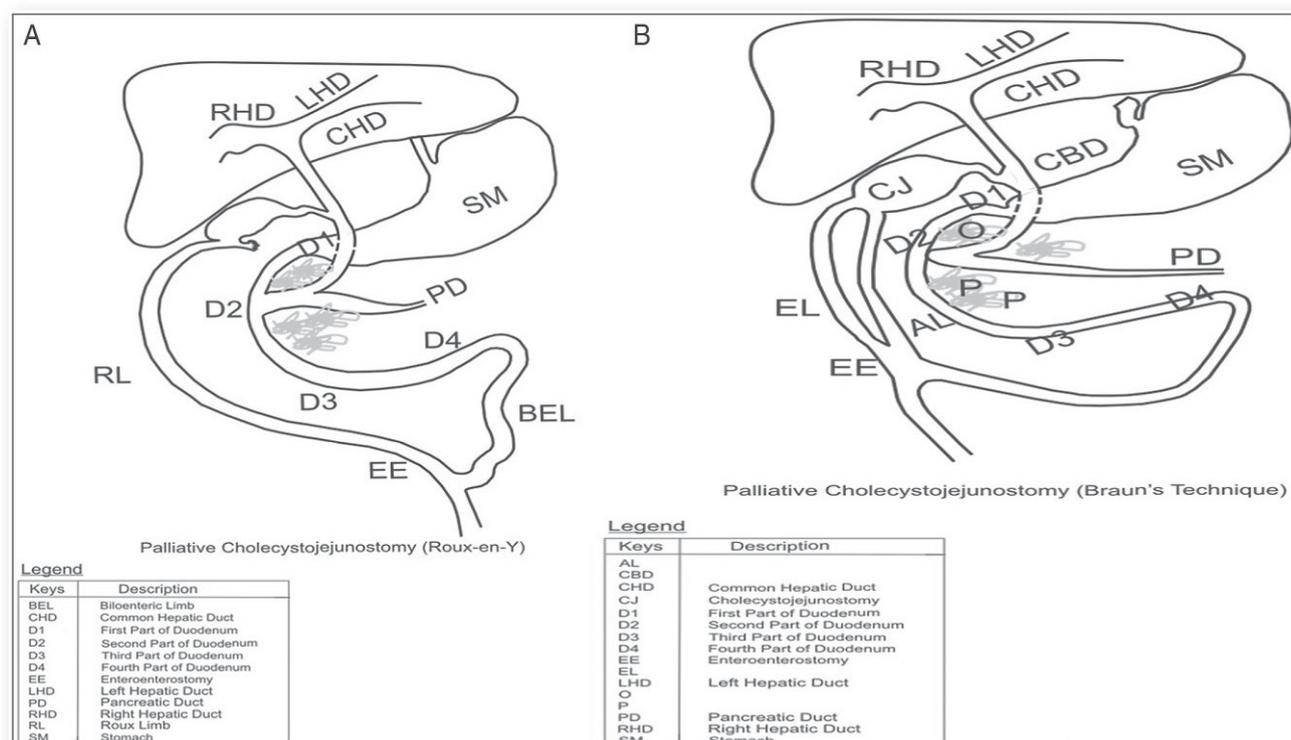 A
RHD
LHD
CHD
SM
D1
D2
PD
D4
RL
D3
BEL
EE
Palliative Cholecystojejunostomy (Roux-en-Y)
Legend
Keys Description
BEL Biloenteric Limb
CHD Common Hepatic Duct
D1 First Part of Duodenum
D2 Second Part of Duodenum
D3 Third Part of Duodenum
D4 Fourth Part of Duodenum
EE Enteroenterostomy
LHD Left Hepatic Duct
PD Pancreatic Duct
RHD Right Hepatic Duct
RL Roux Limb
SM Stomach
B
RHD
LHD
CHD
CBD
SM
CJ
D1
D2
O
PD
P
P
EL
AL
D4
D3
EE
Palliative Cholecystojejunostomy (Braun's Technique)
Legend
Keys Description
AL
CBD
CHD Common Hepatic Duct
CJ Cholecystojejunostomy
D1 First Part of Duodenum
D2 Second Part of Duodenum
D3 Third Part of Duodenum
D4 Fourth Part of Duodenum
EE Enteroenterostomy
EL
LHD Left Hepatic Duct
O
P
PD Pancreatic Duct
RHD Right Hepatic Duct
SM Stomach